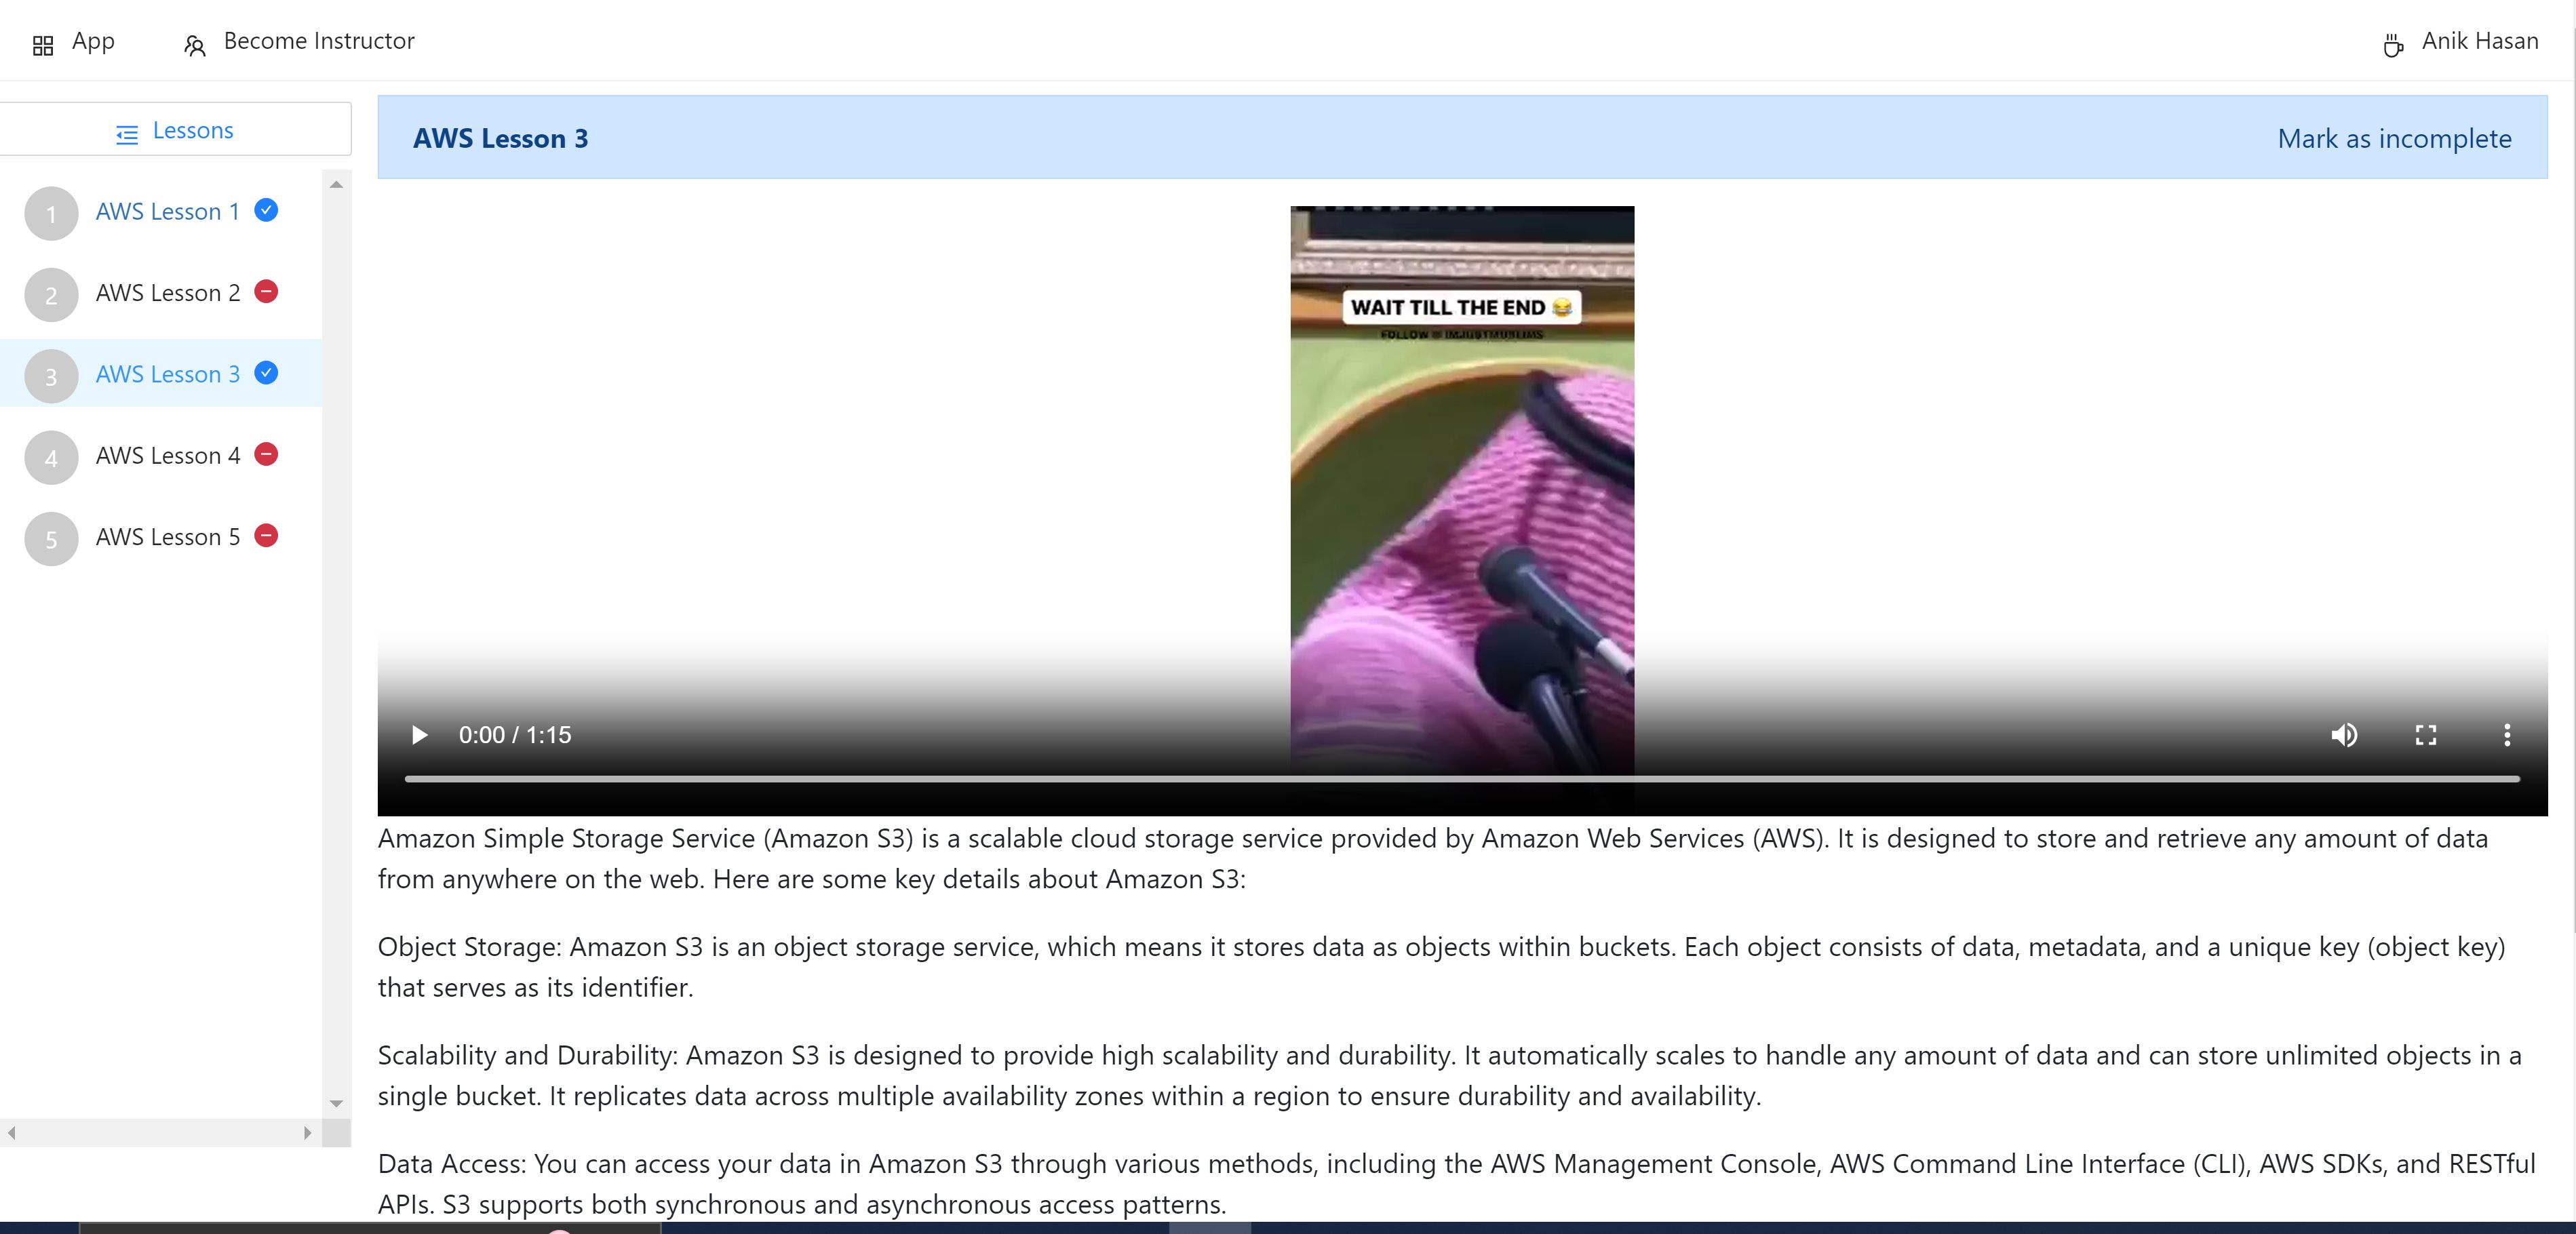 App
Become Instructor
Anik Hasan
Lessons
1
AWS Lesson 1
2
AWS Lesson 2
3
AWS Lesson 3
4
AWS Lesson 4
5
AWS Lesson 5
AWS Lesson 3
Mark as incomplete
WAIT TILL THE END 😂
FOLLOW @IMJUSTMUSLIMS
0:00 / 1:15
Amazon Simple Storage Service (Amazon S3) is a scalable cloud storage service provided by Amazon Web Services (AWS). It is designed to store and retrieve any amount of data
from anywhere on the web. Here are some key details about Amazon S3:
Object Storage: Amazon S3 is an object storage service, which means it stores data as objects within buckets. Each object consists of data, metadata, and a unique key (object key)
that serves as its identifier.
Scalability and Durability: Amazon S3 is designed to provide high scalability and durability. It automatically scales to handle any amount of data and can store unlimited objects in a
single bucket. It replicates data across multiple availability zones within a region to ensure durability and availability.
Data Access: You can access your data in Amazon S3 through various methods, including the AWS Management Console, AWS Command Line Interface (CLI), AWS SDKs, and RESTful
APIs. S3 supports both synchronous and asynchronous access patterns.